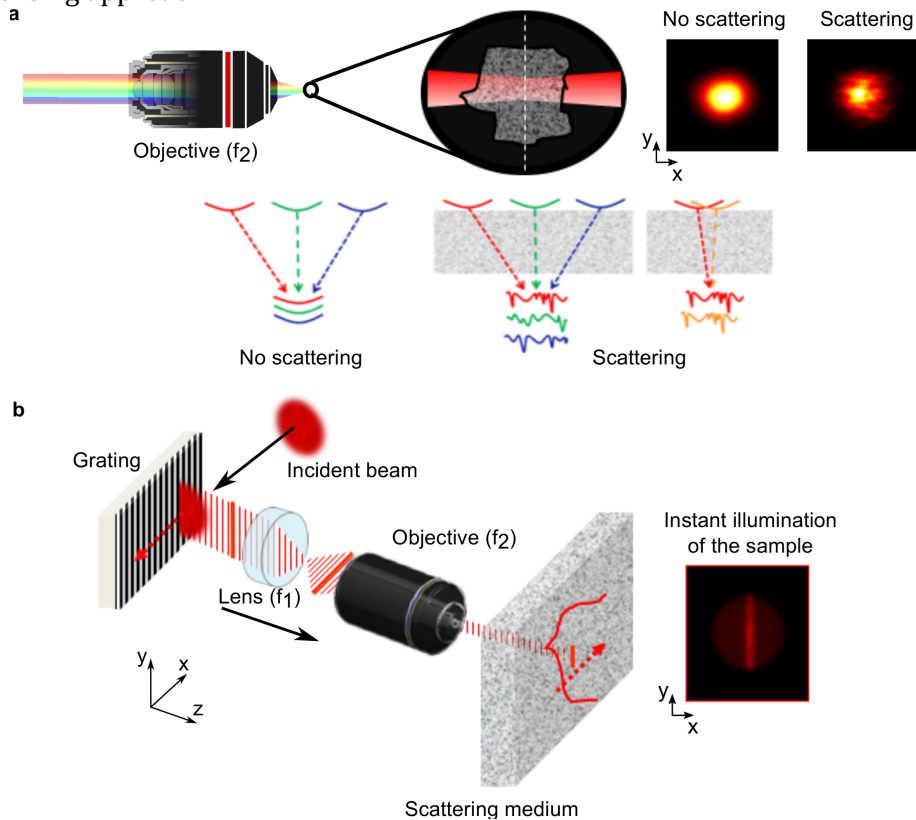 a
No scattering
Scattering
Objective (f2)
y
x
No scattering
Scattering
b
Grating
Incident beam
Lens (f1)
Objective (f2)
Instant illumination
of the sample
y
x
z
y
x
Scattering medium